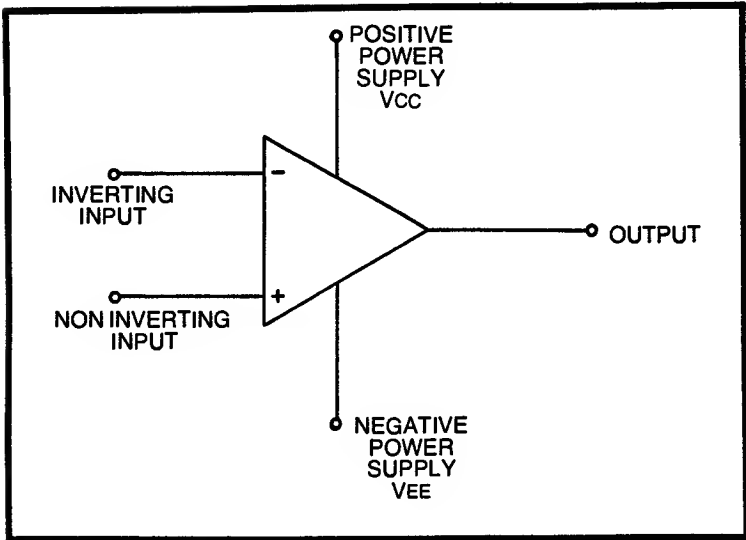 POSITIVE
POWER
SUPPLY
VCC
−
INVERTING
INPUT
OUTPUT
+
NON INVERTING
INPUT
NEGATIVE
POWER
SUPPLY
VEE